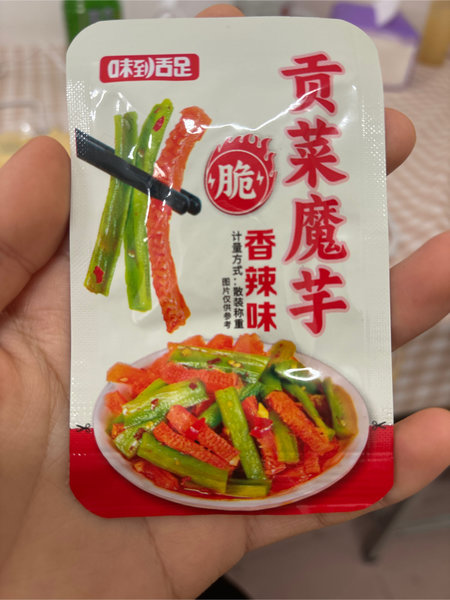 味到舌足
贡菜魔芋
脆
香辣味
计量方式:散装称重
图片仅供参考